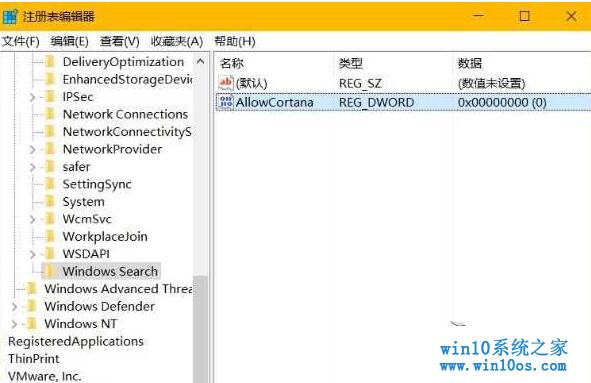 注册表编辑器
文件(F) 编辑(E) 查看(V) 收藏夹(A) 帮助(H)
DeliveryOptimization
EnhancedStorageDevi
IPSec
Network Connections
NetworkConnectivityS
NetworkProvider
safer
SettingSync
System
WcmSvc
WorkplaceJoin
WSDAPI
Windows Search
Windows Advanced Threa
Windows Defender
Windows NT
RegisteredApplications
ThinPrint
VMware, Inc.
名称 类型 数据
ab (默认) REG_SZ (数值未设置)
AllowCortana REG_DWORD 0x00000000 (0)
win10系统之家
www.win10os.com